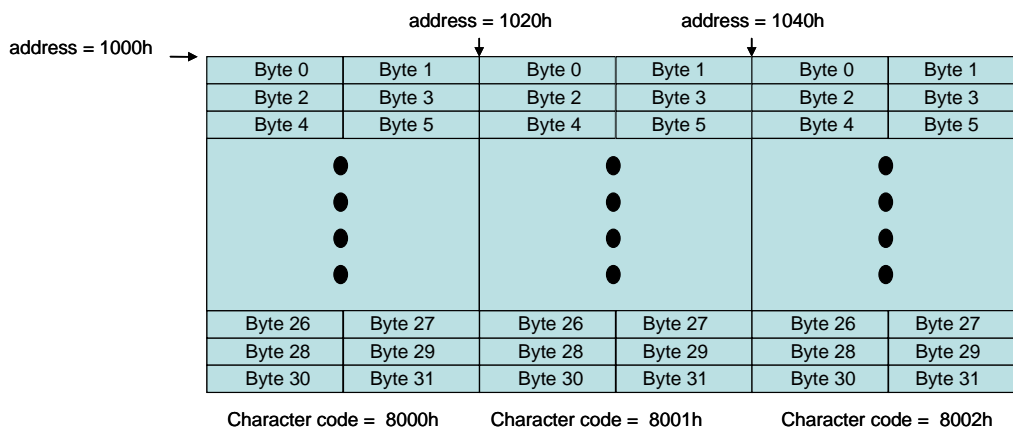 address = 1020h address = 1040h
address = 1000h
Byte 0 Byte 1 Byte 0 Byte 1 Byte 0 Byte 1
Byte 2 Byte 3 Byte 2 Byte 3 Byte 2 Byte 3
Byte 4 Byte 5 Byte 4 Byte 5 Byte 4 Byte 5
Byte 26 Byte 27 Byte 26 Byte 27 Byte 26 Byte 27
Byte 28 Byte 29 Byte 28 Byte 29 Byte 28 Byte 29
Byte 30 Byte 31 Byte 30 Byte 31 Byte 30 Byte 31
Character code = 8000h Character code = 8001h Character code = 8002h